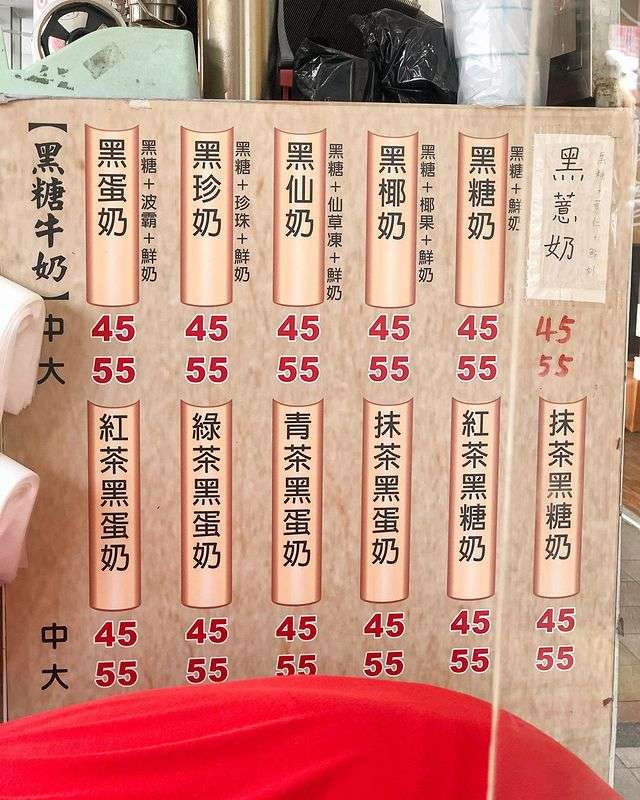 【黑糖牛奶】
黑蛋奶
黑糖+波霸+鮮奶
黑珍奶
黑糖+珍珠+鮮奶
黑仙奶
黑糖+仙草凍+鮮奶
黑椰奶
黑糖+椰果+鮮奶
黑糖奶
黑糖+鮮奶
黑薏奶
中 45 45 45 45 45 45
大 55 55 55 55 55 55
紅茶黑蛋奶
綠茶黑蛋奶
青茶黑蛋奶
抹茶黑蛋奶
紅茶黑糖奶
抹茶黑糖奶
中 45 45 45 45 45 45
大 55 55 55 55 55 55